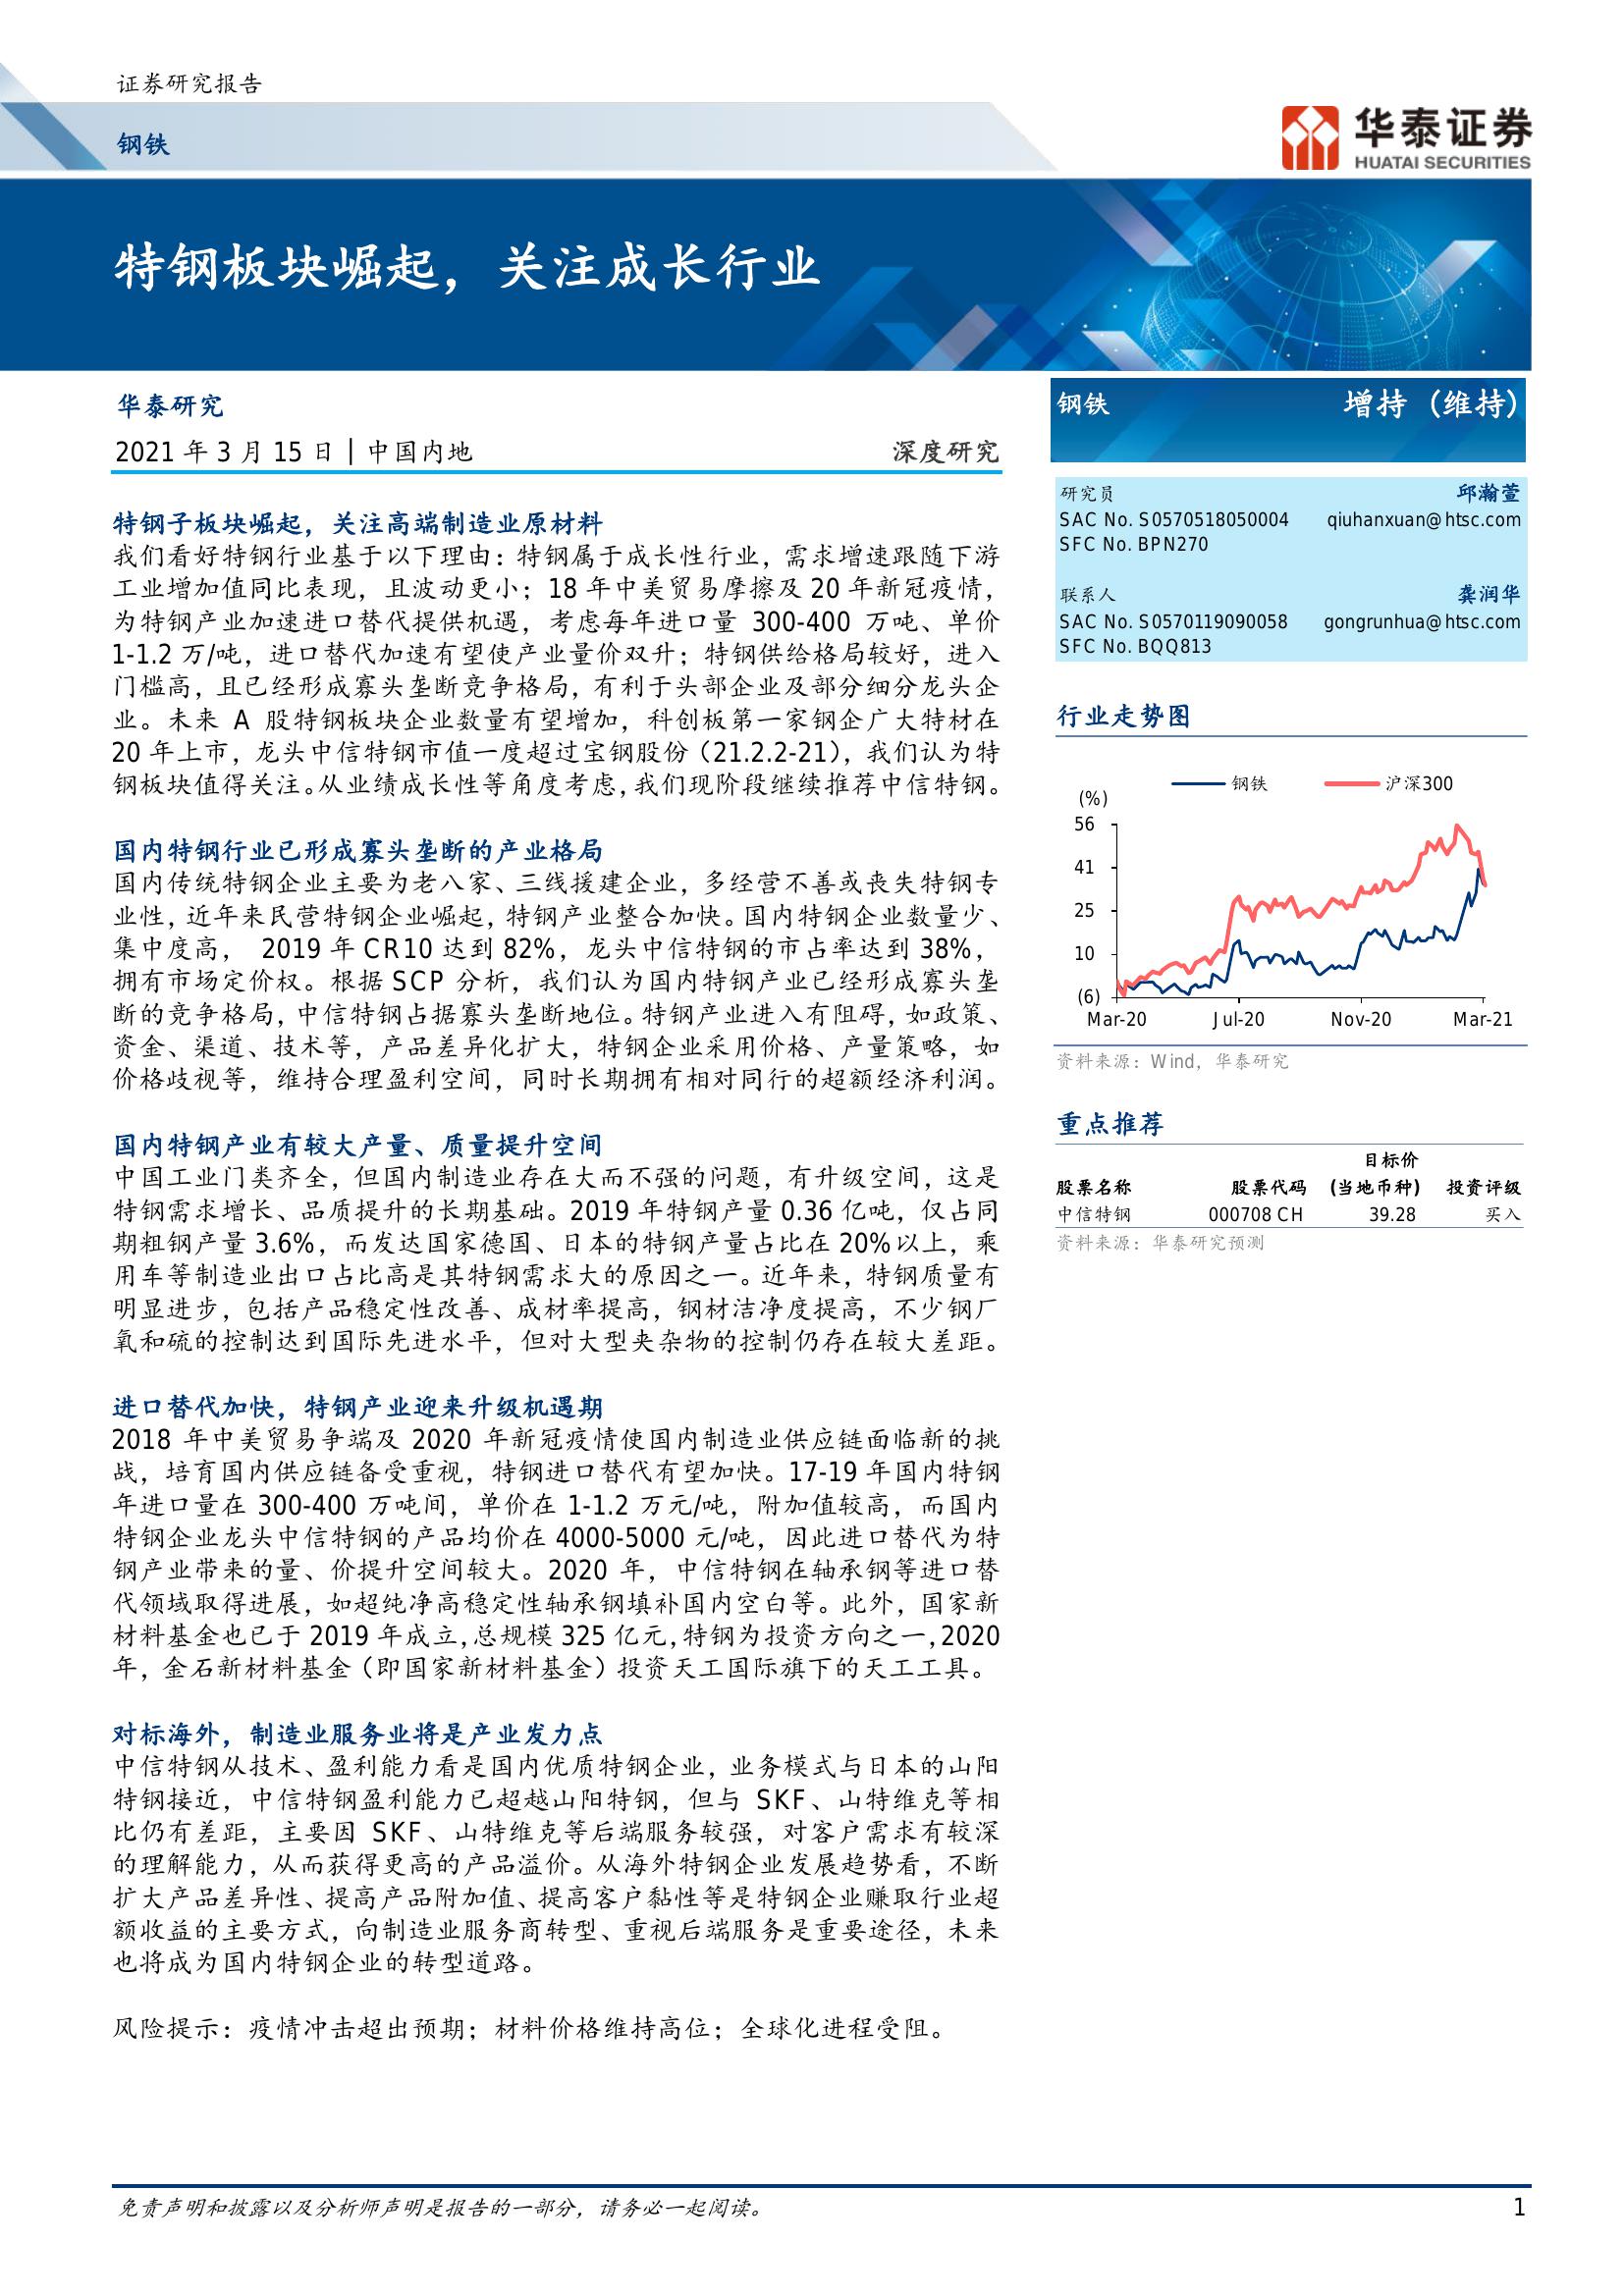 证券研究报告
钢铁
华泰证券
HUATAI SECURITIES
特钢板块崛起，关注成长行业
华泰研究
2021 年 3 月 15 日 | 中国内地
深度研究
特钢子板块崛起，关注高端制造业原材料
我们看好特钢行业基于以下理由：特钢属于成长性行业，需求增速跟随下游
工业增加值同比表现，且波动更小；18 年中美贸易摩擦及 20 年新冠疫情，
为特钢产业加速进口替代提供机遇，考虑每年进口量 300-400 万吨、单价
1-1.2 万/吨，进口替代加速有望使产业量价双升；特钢供给格局较好，进入
门槛高，且已经形成寡头垄断竞争格局，有利于头部企业及部分细分龙头企
业。未来 A 股特钢板块企业数量有望增加，科创板第一家钢企广大特材在
20 年上市，龙头中信特钢市值一度超过宝钢股份（21.2.2-21），我们认为特
钢板块值得关注。从业绩成长性等角度考虑，我们现阶段继续推荐中信特钢。
国内特钢行业已形成寡头垄断的产业格局
国内传统特钢企业主要为老八家、三线援建企业，多经营不善或丧失特钢专
业性，近年来民营特钢企业崛起，特钢产业整合加快。国内特钢企业数量少、
集中度高， 2019 年 CR10 达到 82%，龙头中信特钢的市占率达到 38%，
拥有市场定价权。根据 SCP 分析，我们认为国内特钢产业已经形成寡头垄
断的竞争格局，中信特钢占据寡头垄断地位。特钢产业进入有阻碍，如政策、
资金、渠道、技术等，产品差异化扩大，特钢企业采用价格、产量策略，如
价格歧视等，维持合理盈利空间，同时长期拥有相对同行的超额经济利润。
国内特钢产业有较大产量、质量提升空间
中国工业门类齐全，但国内制造业存在大而不强的问题，有升级空间，这是
特钢需求增长、品质提升的长期基础。2019 年特钢产量 0.36 亿吨，仅占同
期粗钢产量 3.6%，而发达国家德国、日本的特钢产量占比在 20%以上，乘
用车等制造业出口占比高是其特钢需求大的原因之一。近年来，特钢质量有
明显进步，包括产品稳定性改善、成材率提高，钢材洁净度提高，不少钢厂
氧和硫的控制达到国际先进水平，但对大型夹杂物的控制仍存在较大差距。
进口替代加快，特钢产业迎来升级机遇期
2018 年中美贸易争端及 2020 年新冠疫情使国内制造业供应链面临新的挑
战，培育国内供应链备受重视，特钢进口替代有望加快。17-19 年国内特钢
年进口量在 300-400 万吨间，单价在 1-1.2 万元/吨，附加值较高，而国内
特钢企业龙头中信特钢的产品均价在 4000-5000 元/吨，因此进口替代为特
钢产业带来的量、价提升空间较大。2020 年，中信特钢在轴承钢等进口替
代领域取得进展，如超纯净高稳定性轴承钢填补国内空白等。此外，国家新
材料基金也已于 2019 年成立，总规模 325 亿元，特钢为投资方向之一，2020
年，金石新材料基金（即国家新材料基金）投资天工国际旗下的天工工具。
对标海外，制造业服务业将是产业发力点
中信特钢从技术、盈利能力看是国内优质特钢企业，业务模式与日本的山阳
特钢接近，中信特钢盈利能力已超越山阳特钢，但与 SKF、山特维克等相
比仍有差距，主要因 SKF、山特维克等后端服务较强，对客户需求有较深
的理解能力，从而获得更高的产品溢价。从海外特钢企业发展趋势看，不断
扩大产品差异性、提高产品附加值、提高客户黏性等是特钢企业赚取行业超
额收益的主要方式，向制造业服务商转型、重视后端服务是重要途径，未来
也将成为国内特钢企业的转型道路。
风险提示：疫情冲击超出预期；材料价格维持高位；全球化进程受阻。
钢铁 增持 (维持)
研究员 邱瀚萱
SAC No. S0570518050004 qiuhanxuan@htsc.com
SFC No. BPN270
联系人 龚润华
SAC No. S0570119090058 gongrunhua@htsc.com
SFC No. BQQ813
行业走势图
钢铁 沪深300
(%)
56
41
25
10
(6)
Mar-20 Jul-20 Nov-20 Mar-21
资料来源：Wind，华泰研究
重点推荐
目标价
股票名称 股票代码 (当地币种) 投资评级
中信特钢 000708 CH 39.28 买入
资料来源：华泰研究预测
免责声明和披露以及分析师声明是报告的一部分，请务必一起阅读。
1